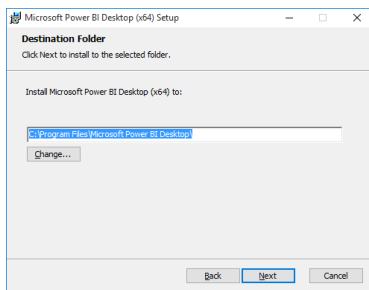 Microsoft Power BI Desktop (x64) Setup
Destination Folder
Click Next to install to the selected folder.
Install Microsoft Power BI Desktop (x64) to:
C:\Program Files\Microsoft Power BI Desktop\
Change...
Back Next Cancel